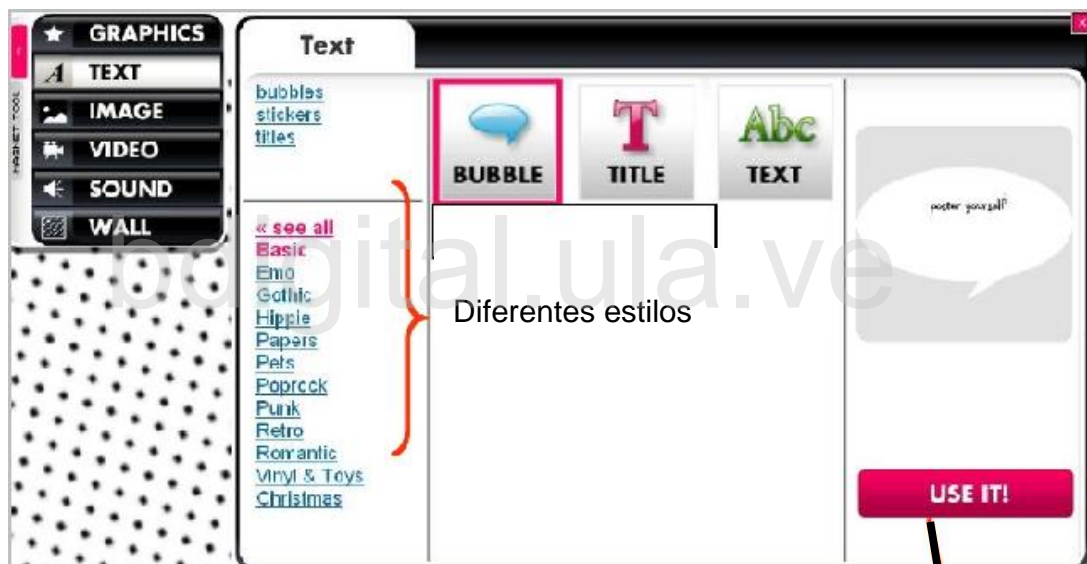 GRAPHICS
TEXT
IMAGE
VIDEO
SOUND
WALL
MAGNET TOOL
Text
bubbles
stickers
titles
« see all
Basic
Emo
Gothic
Hippie
Papers
Pets
Poprock
Punk
Retro
Romantic
Vinyl & Toys
Christmas
BUBBLE
T
TITLE
Abc
TEXT
Diferentes estilos
poster yourself!
USE IT!
bdigital.ula.ve